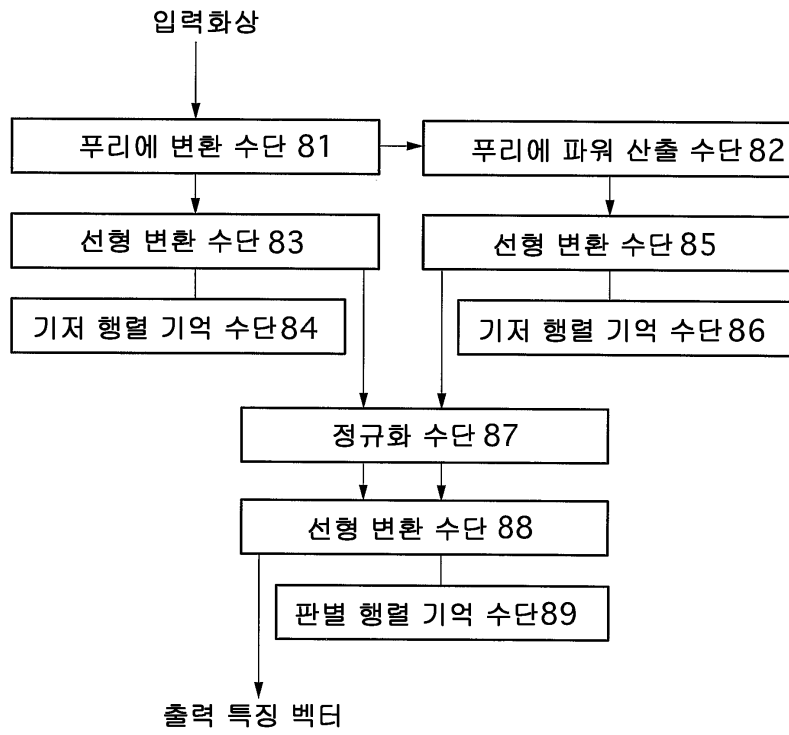 입력화상
푸리에 변환 수단 81
푸리에 파워 산출 수단 82
선형 변환 수단 83
선형 변환 수단 85
기저 행렬 기억 수단 84
기저 행렬 기억 수단 86
정규화 수단 87
선형 변환 수단 88
판별 행렬 기억 수단 89
출력 특징 벡터